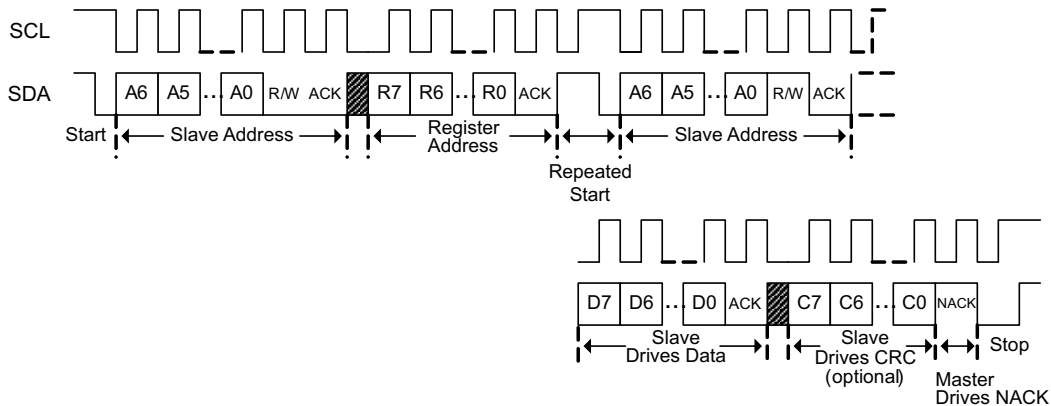 SCL
SDA
A6 A5 ... A0 R/W ACK R7 R6 ... R0 ACK A6 A5 ... A0 R/W ACK
Start Slave Address Register Address Slave Address
Repeated Start
D7 D6 ... D0 ACK C7 C6 ... C0 NACK
Slave Drives Data Slave Drives CRC (optional) Stop
Master Drives NACK